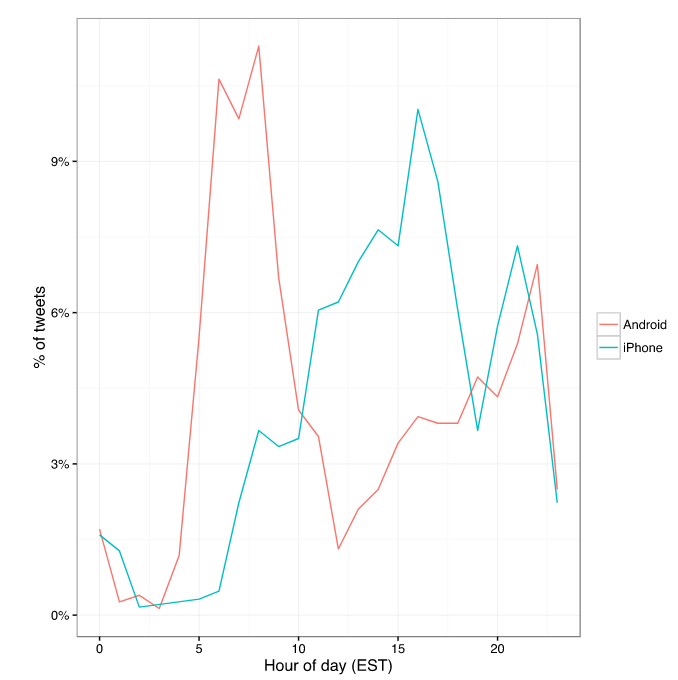 9%
6%
3%
0%
% of tweets
0 5 10 15 20
Hour of day (EST)
Android
iPhone